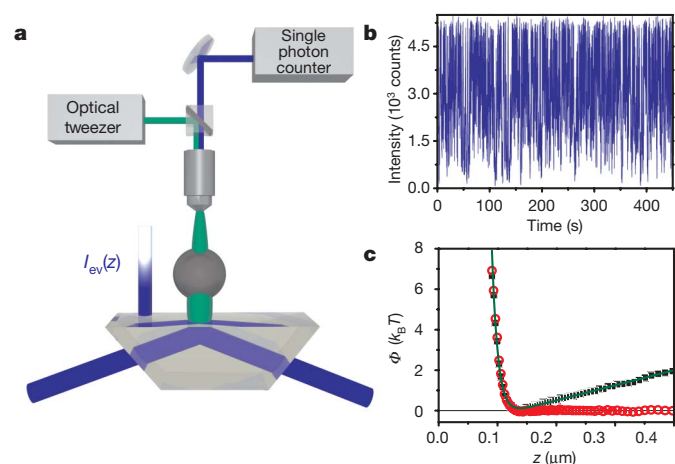 a
Single
photon
counter
Optical
tweezer
I_ev(z)
b
Intensity (10³ counts)
4.5
3.0
1.5
0.0
0 100 200 300 400
Time (s)
c
Φ (k_BT)
8
6
4
2
0
0.0 0.1 0.2 0.3 0.4
z (μm)